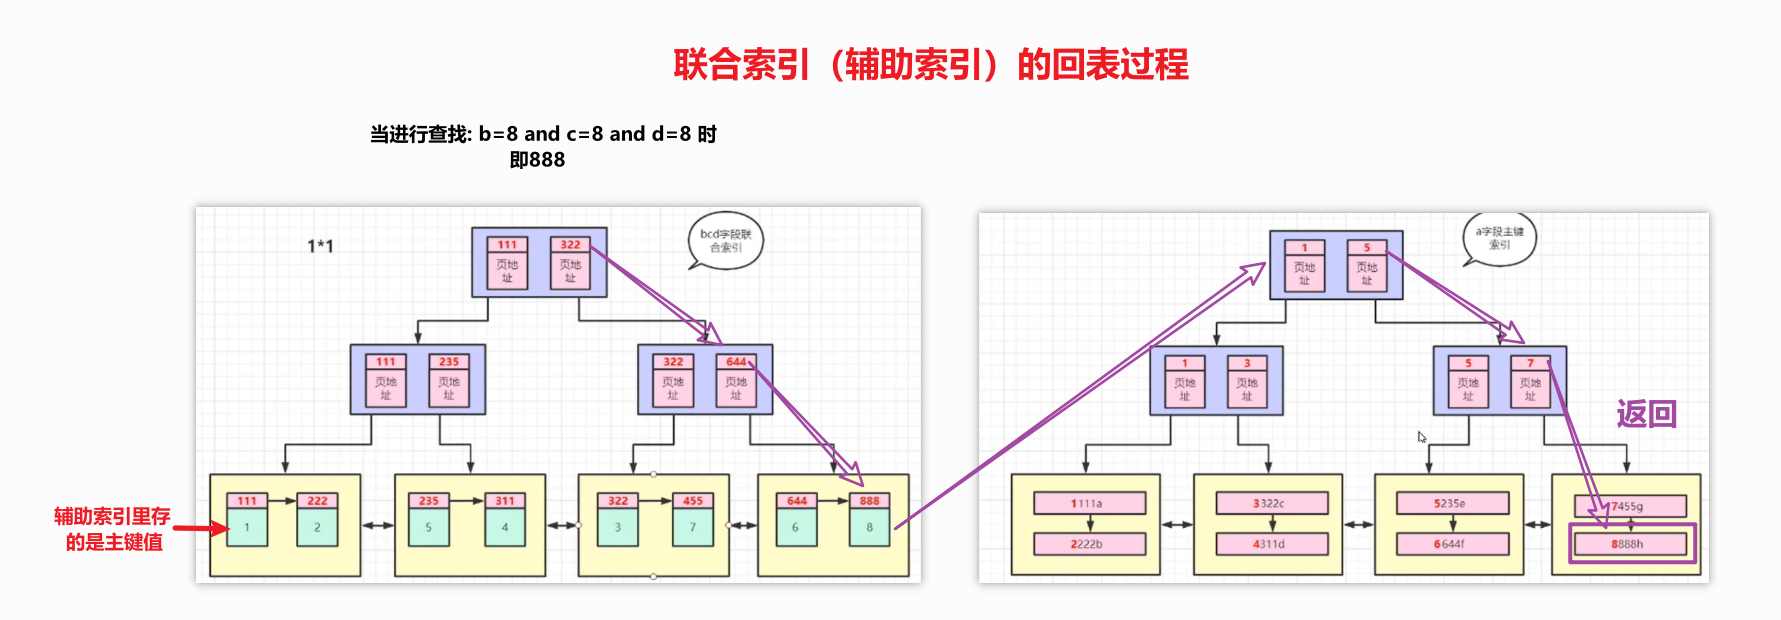 联合索引（辅助索引）的回表过程
当进行查找: b=8 and c=8 and d=8 时
即888
1*1
bcd字段联
合索引
111 322
页地
址
页地
址
111 235
页地
址
页地
址
322 644
页地
址
页地
址
辅助索引里存
的是主键值
111 222
1 2
235 311
5 4
322 455
3 7
644 888
6 8
a字段主键
索引
1 5
页地
址
页地
址
1 3
页地
址
页地
址
5 7
页地
址
页地
址
返回
1111a
2222b
3322c
4311d
5235e
6644f
7455g
8888h